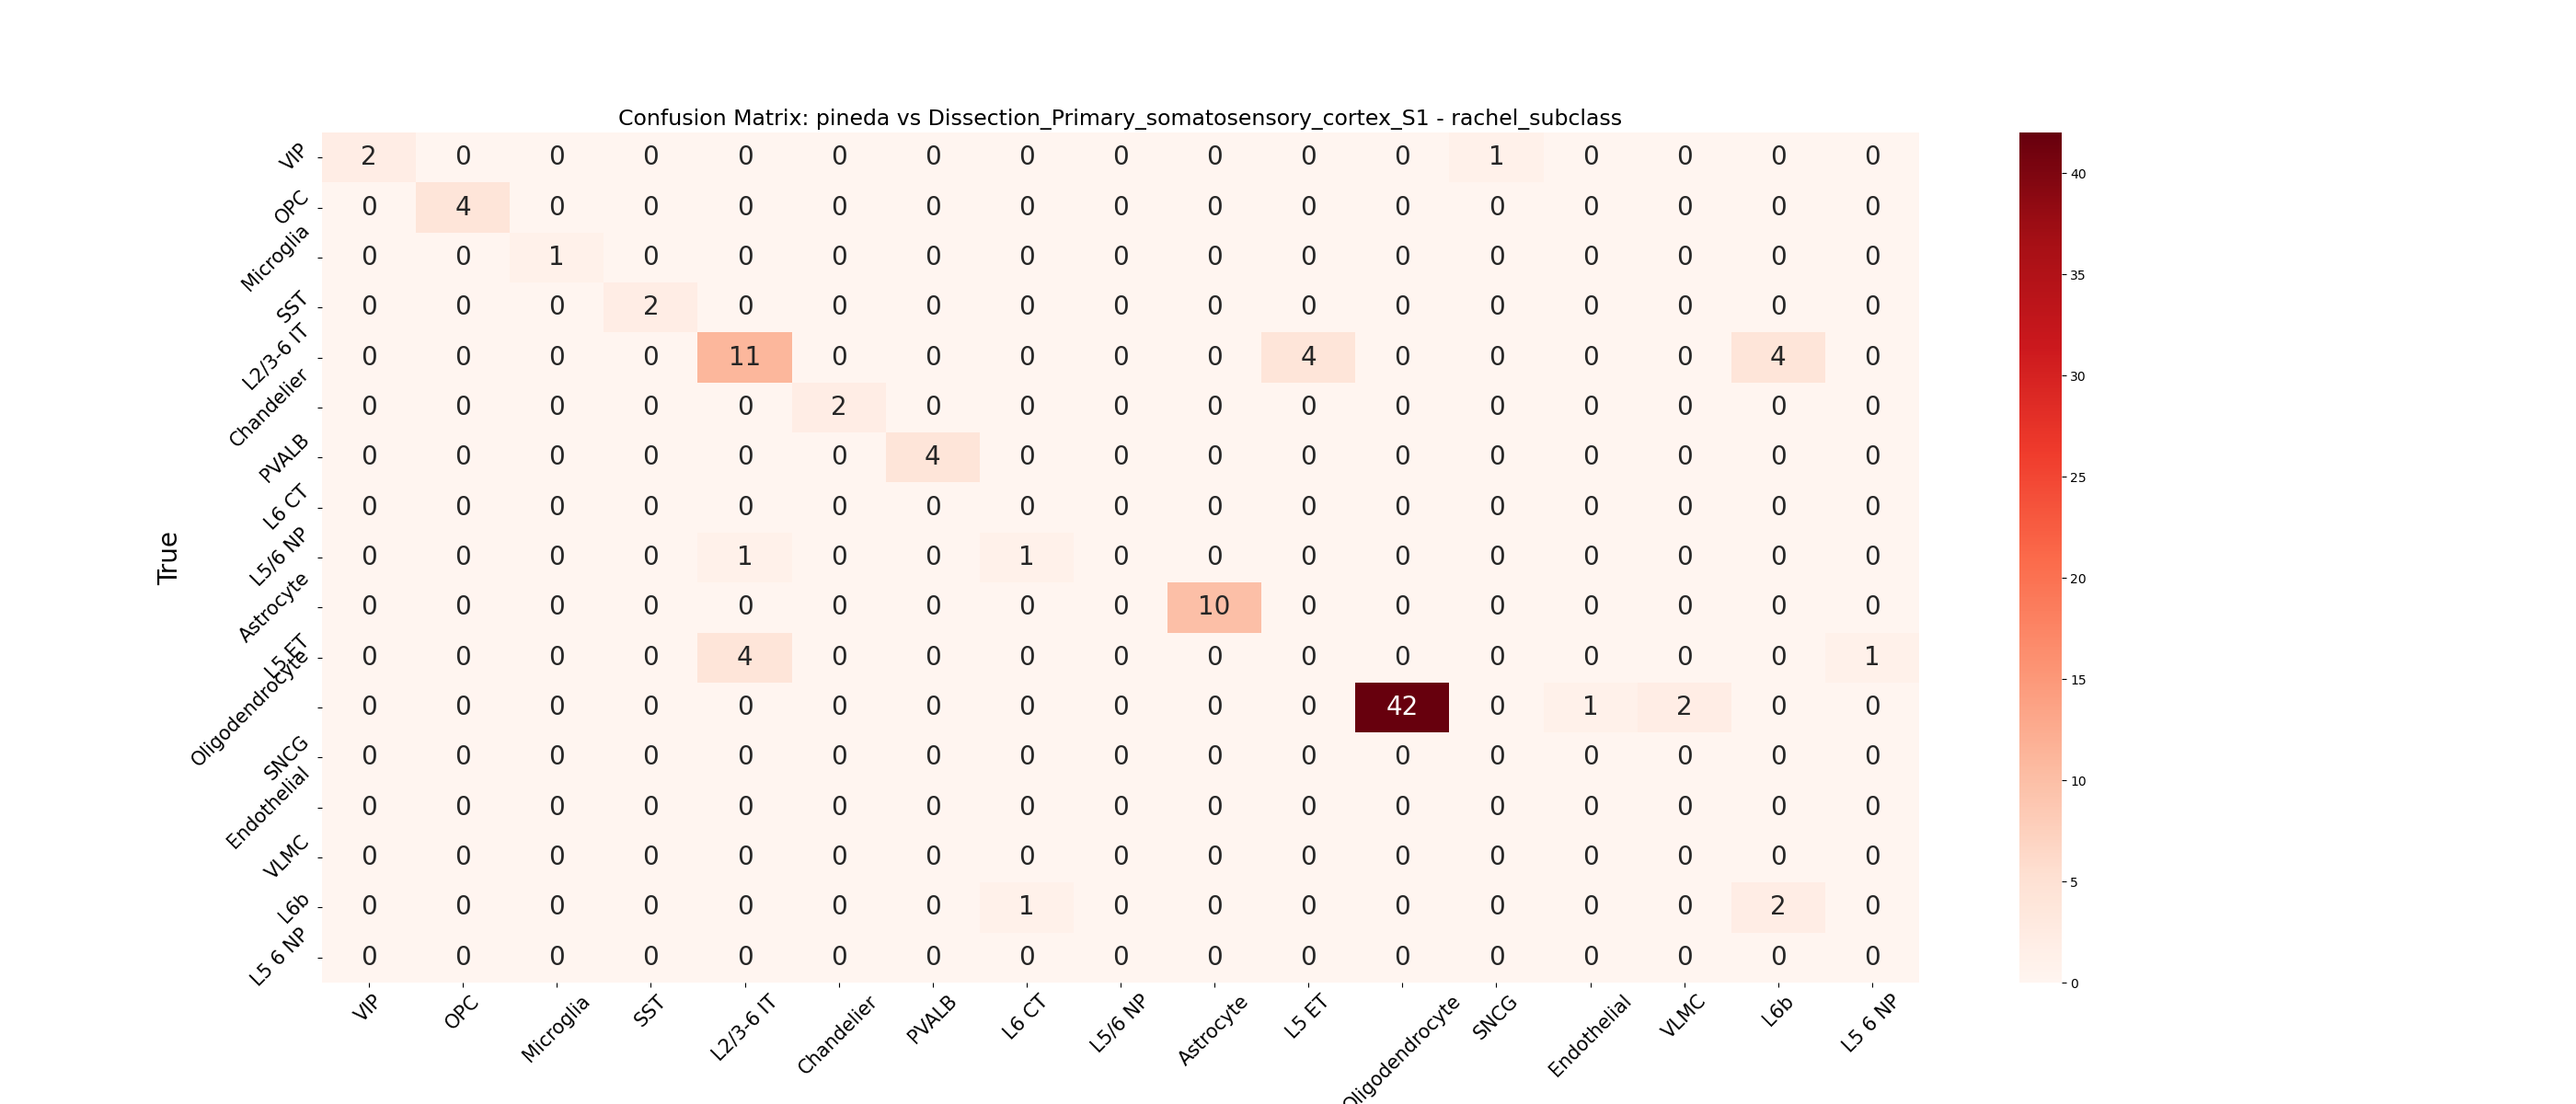 Confusion Matrix: pineda vs Dissection_Primary_somatosensory_cortex_S1 - rachel_subclass
True
VIP 2 0 0 0 0 0 0 0 0 0 0 0 1 0 0 0 0
OPC 0 4 0 0 0 0 0 0 0 0 0 0 0 0 0 0 0
Microglia 0 0 1 0 0 0 0 0 0 0 0 0 0 0 0 0 0
SST 0 0 0 2 0 0 0 0 0 0 0 0 0 0 0 0 0
L2/3-6 IT 0 0 0 0 11 0 0 0 0 0 4 0 0 0 0 4 0
Chandelier 0 0 0 0 0 2 0 0 0 0 0 0 0 0 0 0 0
PVALB 0 0 0 0 0 0 4 0 0 0 0 0 0 0 0 0 0
L6 CT 0 0 0 0 0 0 0 0 0 0 0 0 0 0 0 0 0
L5/6 NP 0 0 0 0 1 0 0 1 0 0 0 0 0 0 0 0 0
Astrocyte 0 0 0 0 0 0 0 0 0 10 0 0 0 0 0 0 0
L5 ET 0 0 0 0 4 0 0 0 0 0 0 0 0 0 0 0 1
Oligodendrocyte 0 0 0 0 0 0 0 0 0 0 0 42 0 1 2 0 0
SNCG 0 0 0 0 0 0 0 0 0 0 0 0 0 0 0 0 0
Endothelial 0 0 0 0 0 0 0 0 0 0 0 0 0 0 0 0 0
VLMC 0 0 0 0 0 0 0 0 0 0 0 0 0 0 0 0 0
L6b 0 0 0 0 0 0 0 1 0 0 0 0 0 0 0 2 0
L5 6 NP 0 0 0 0 0 0 0 0 0 0 0 0 0 0 0 0 0
VIP OPC Microglia SST L2/3-6 IT Chandelier PVALB L6 CT L5/6 NP Astrocyte L5 ET Oligodendrocyte SNCG Endothelial VLMC L6b L5 6 NP
40
35
30
25
20
15
10
5
0